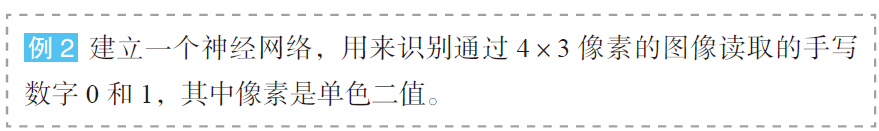 例 2 建立一个神经网络，用来识别通过 4 × 3 像素的图像读取的手写
数字 0 和 1，其中像素是单色二值。